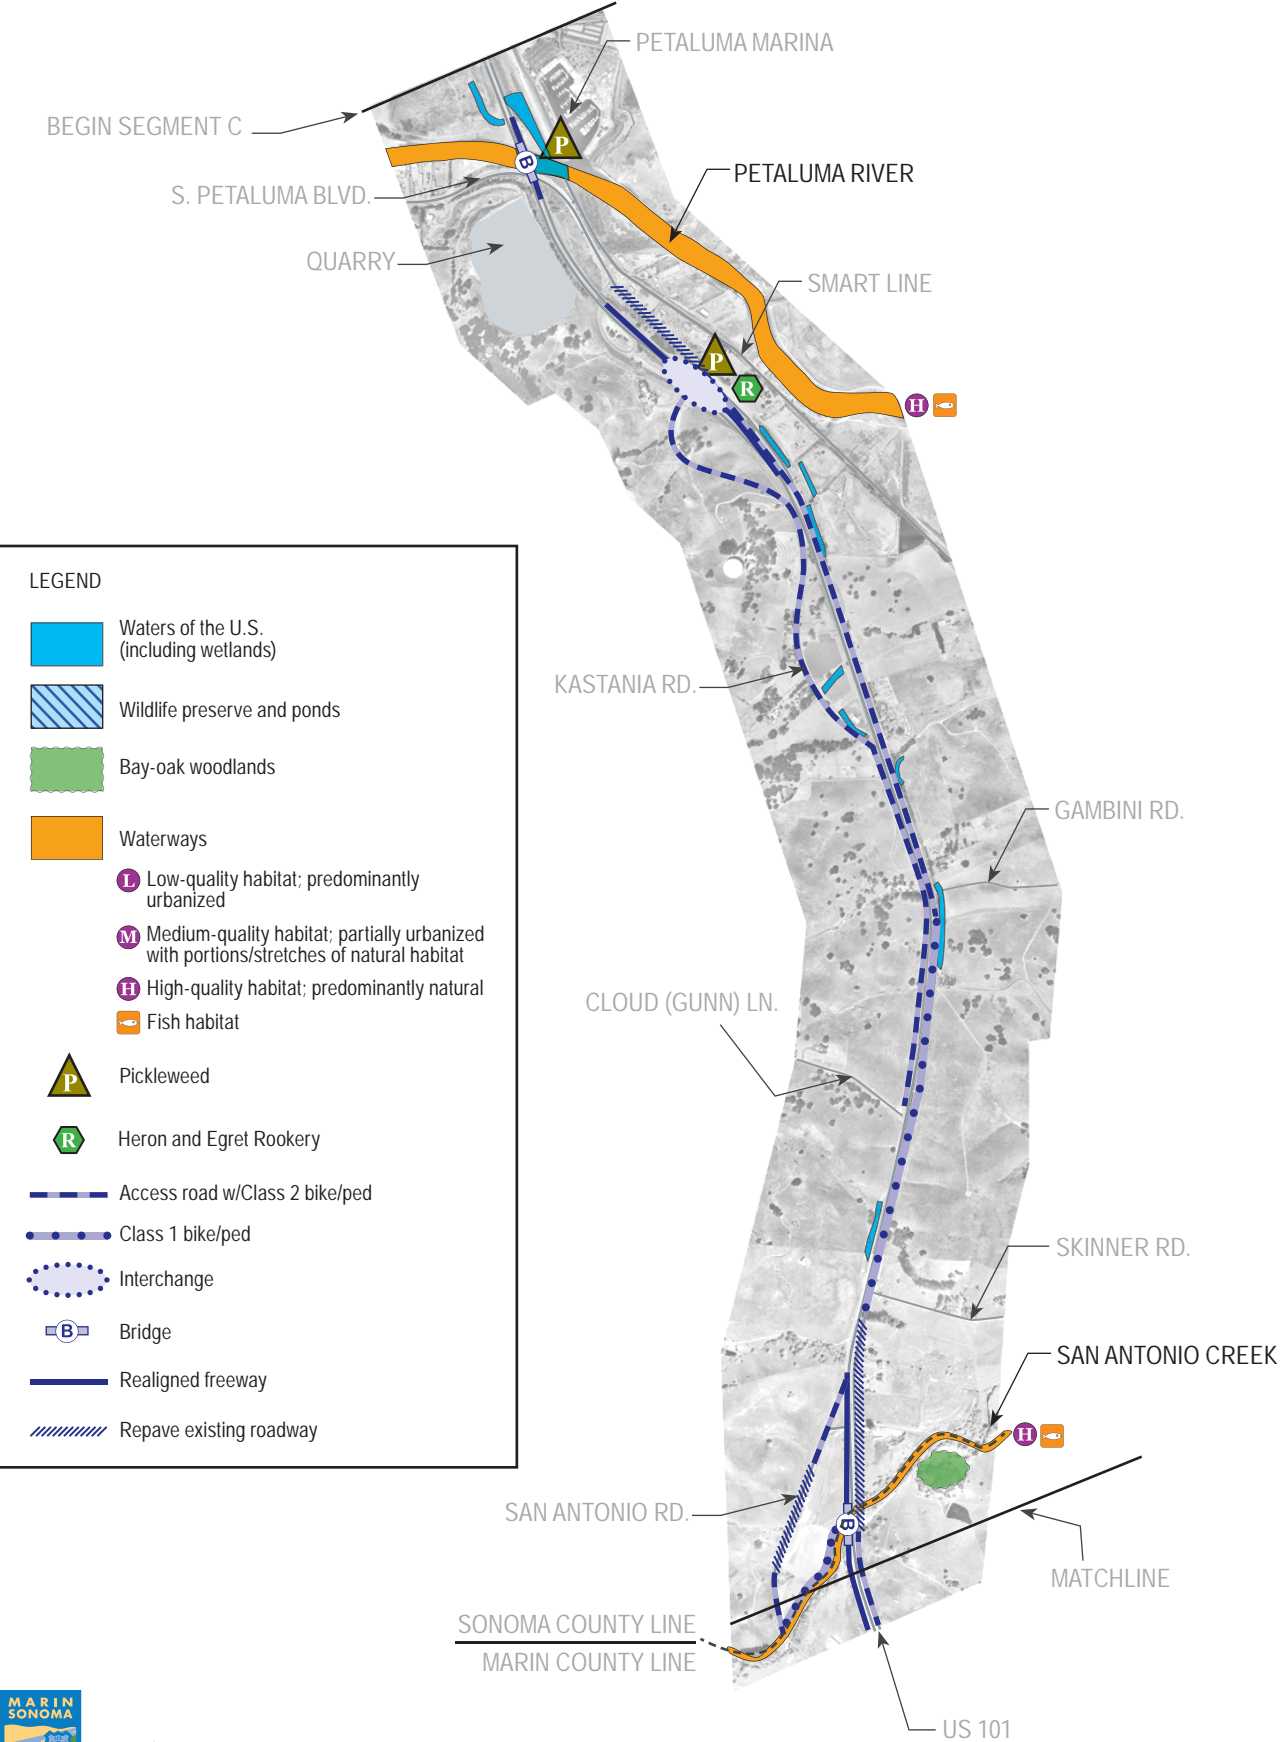 PETALUMA MARINA
BEGIN SEGMENT C
P
B
PETALUMA RIVER
S. PETALUMA BLVD.
QUARRY
SMART LINE
P
R
H
LEGEND
Waters of the U.S.
(including wetlands)
Wildlife preserve and ponds
Bay-oak woodlands
Waterways
L Low-quality habitat; predominantly
urbanized
M Medium-quality habitat; partially urbanized
with portions/stretches of natural habitat
H High-quality habitat; predominantly natural
Fish habitat
P Pickleweed
R Heron and Egret Rookery
Access road w/Class 2 bike/ped
Class 1 bike/ped
Interchange
B Bridge
Realigned freeway
Repave existing roadway
KASTANIA RD.
GAMBINI RD.
CLOUD (GUNN) LN.
SKINNER RD.
SAN ANTONIO CREEK
H
SAN ANTONIO RD.
B
MATCHLINE
SONOMA COUNTY LINE
MARIN COUNTY LINE
US 101
MARIN
SONOMA